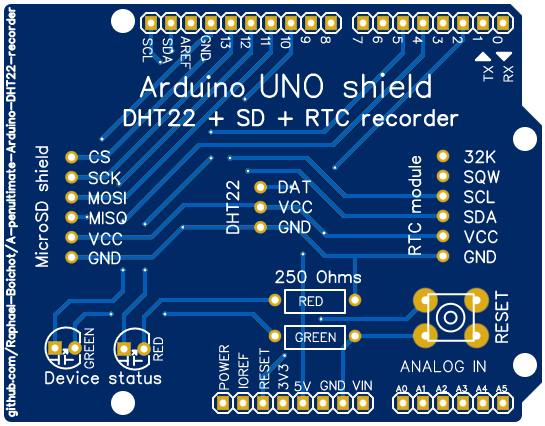 github.com/Raphael-Boichot/A-penultimate-Arduino-DHT22-recorder
SCL
SDA
AREF
GND
13
12
11
10
9
8
7
6
5
4
3
2
1
0
TX
RX
Arduino UNO shield
DHT22 + SD + RTC recorder
MicroSD shield
CS
SCK
MOSI
MISO
VCC
GND
DHT22
DAT
VCC
GND
RTC module
32K
SQW
SCL
SDA
VCC
GND
250 Ohms
RED
GREEN
RESET
GREEN
RED
Device status
POWER
IOREF
RESET
3V3
5V
GND
VIN
ANALOG IN
A0 A1 A2 A3 A4 A5